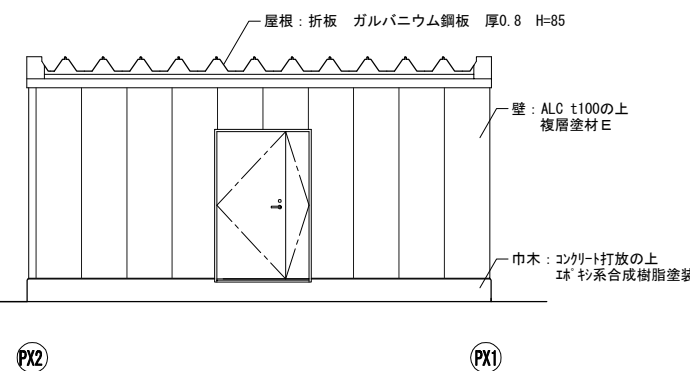 屋根：折板　ガルバニウム鋼板　厚0.8　H=85
壁：ALC t100の上
複層塗材E
巾木：ｺﾝｸﾘｰﾄ打放の上
ｴﾎﾟｷｼ系合成樹脂塗装
PX2
PX1